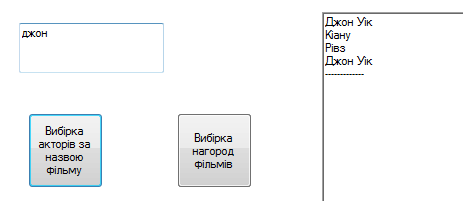 джон
Вибірка
акторів за
назвою
фільму
Вибірка
нагород
фільмів
Джон Уік
Кіану
Рівз
Джон Уік
-------------